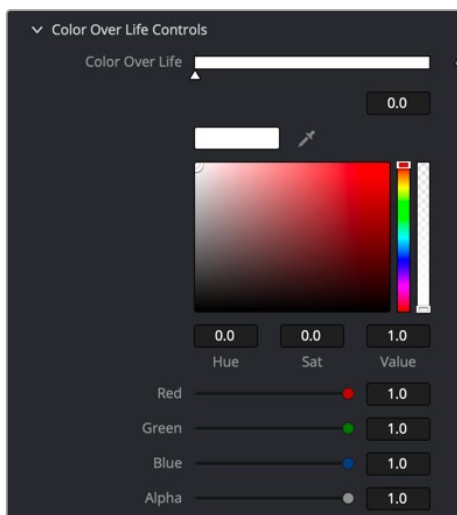 Color Over Life Controls
Color Over Life
0.0
0.0 0.0 1.0
Hue Sat Value
Red 1.0
Green 1.0
Blue 1.0
Alpha 1.0